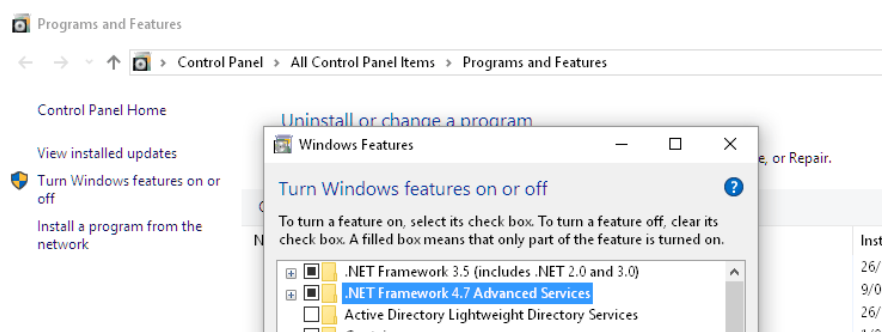 Programs and Features
Control Panel > All Control Panel Items > Programs and Features
Control Panel Home
Uninstall or change a program
Windows Features
View installed updates
e, or Repair.
Turn Windows features on or
off
Turn Windows features on or off
Install a program from the
network
To turn a feature on, select its check box. To turn a feature off, clear its
check box. A filled box means that only part of the feature is turned on.
N
Inst
.NET Framework 3.5 (includes .NET 2.0 and 3.0)
26/
.NET Framework 4.7 Advanced Services
9/0
Active Directory Lightweight Directory Services
26/